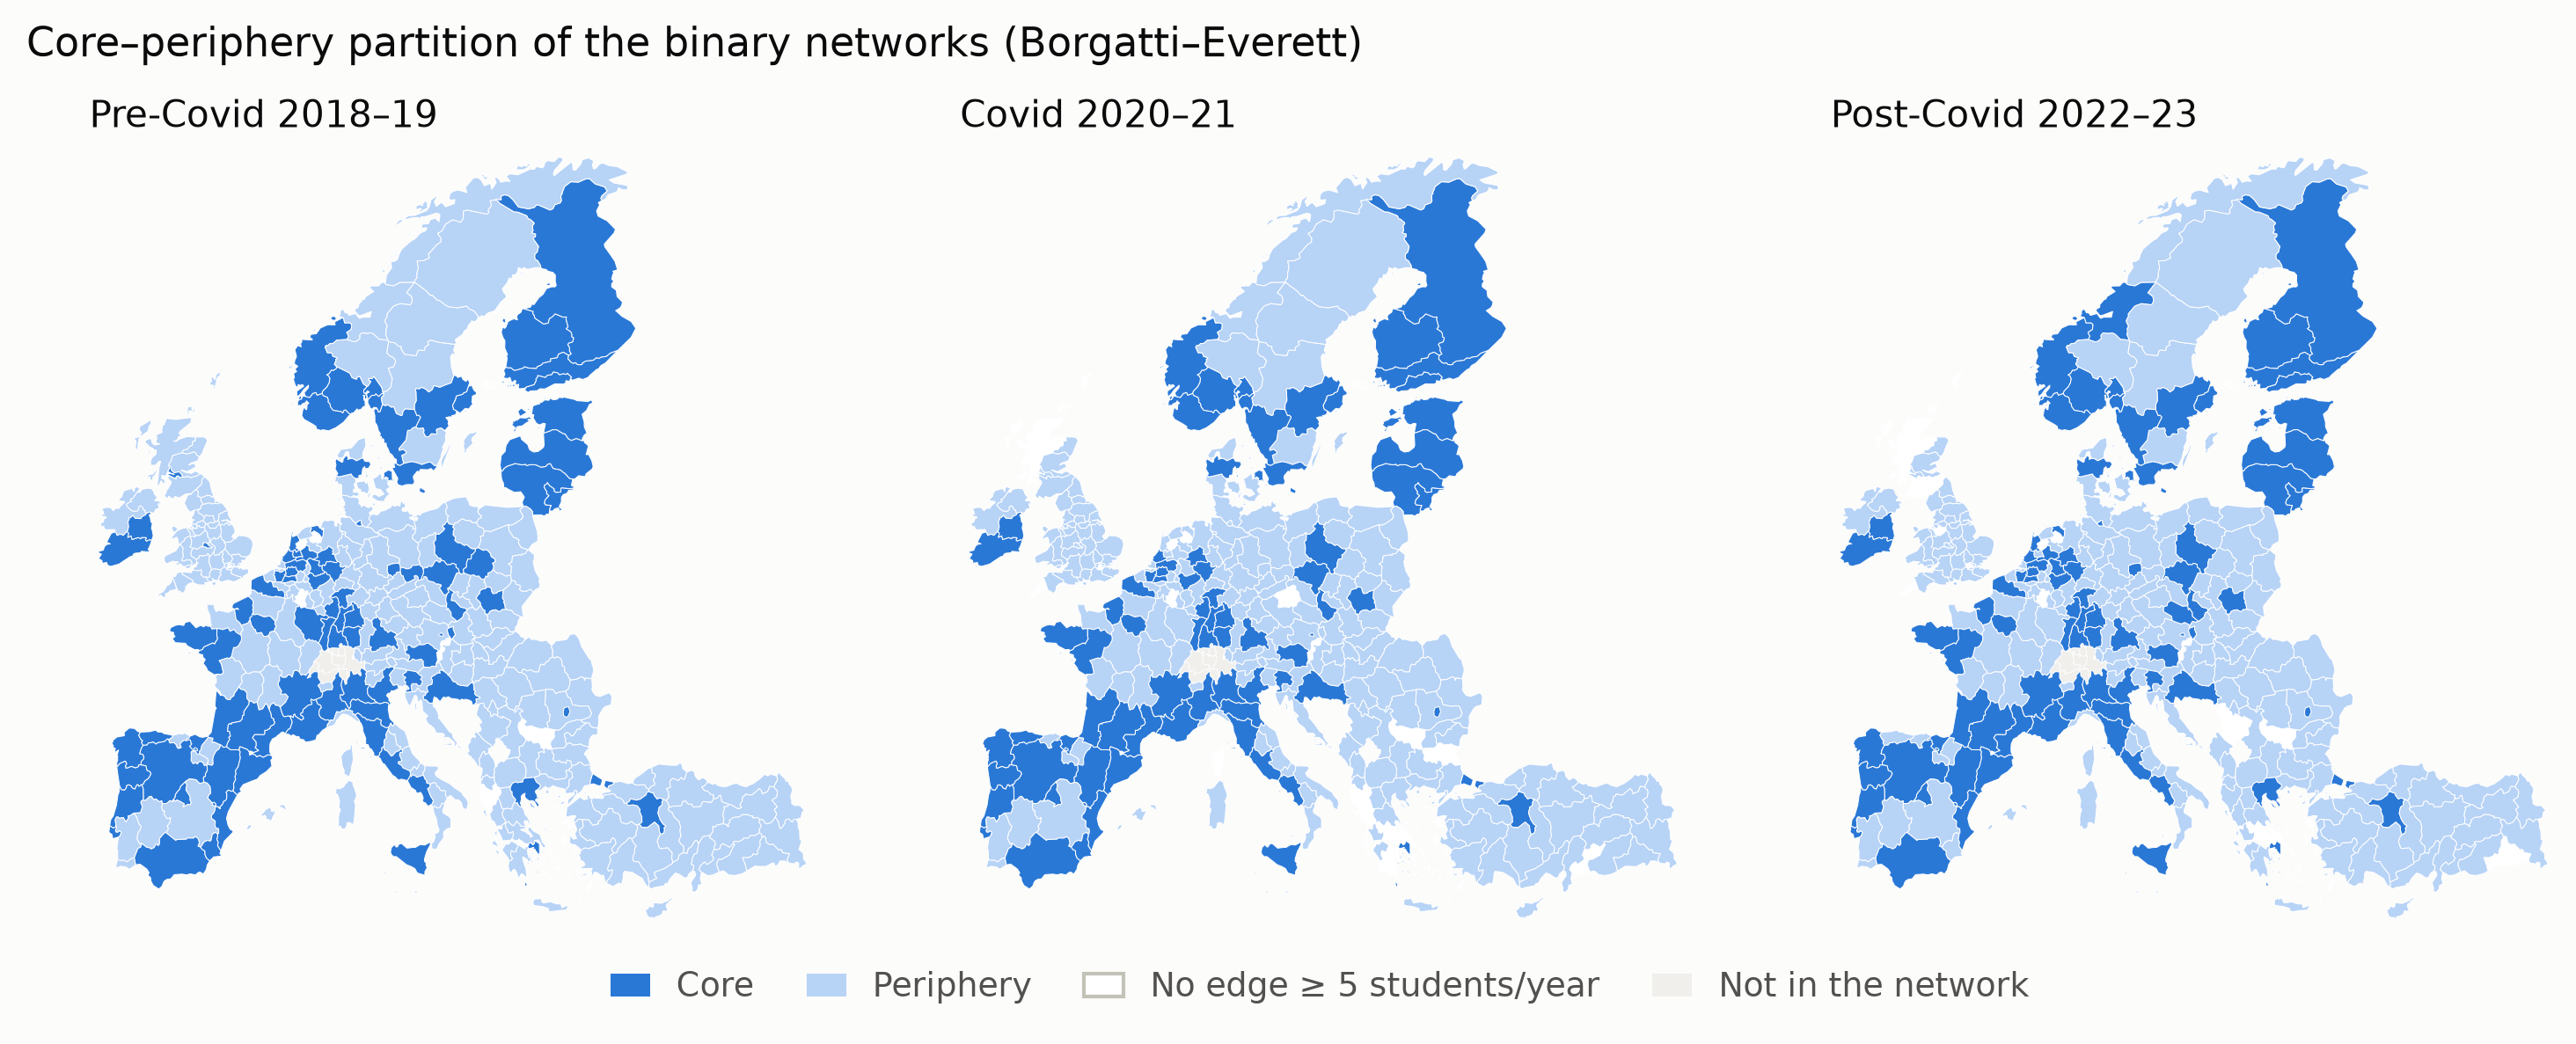 Core–periphery partition of the binary networks (Borgatti–Everett)
Pre-Covid 2018–19
Covid 2020–21
Post-Covid 2022–23
Core
Periphery
No edge ≥ 5 students/year
Not in the network